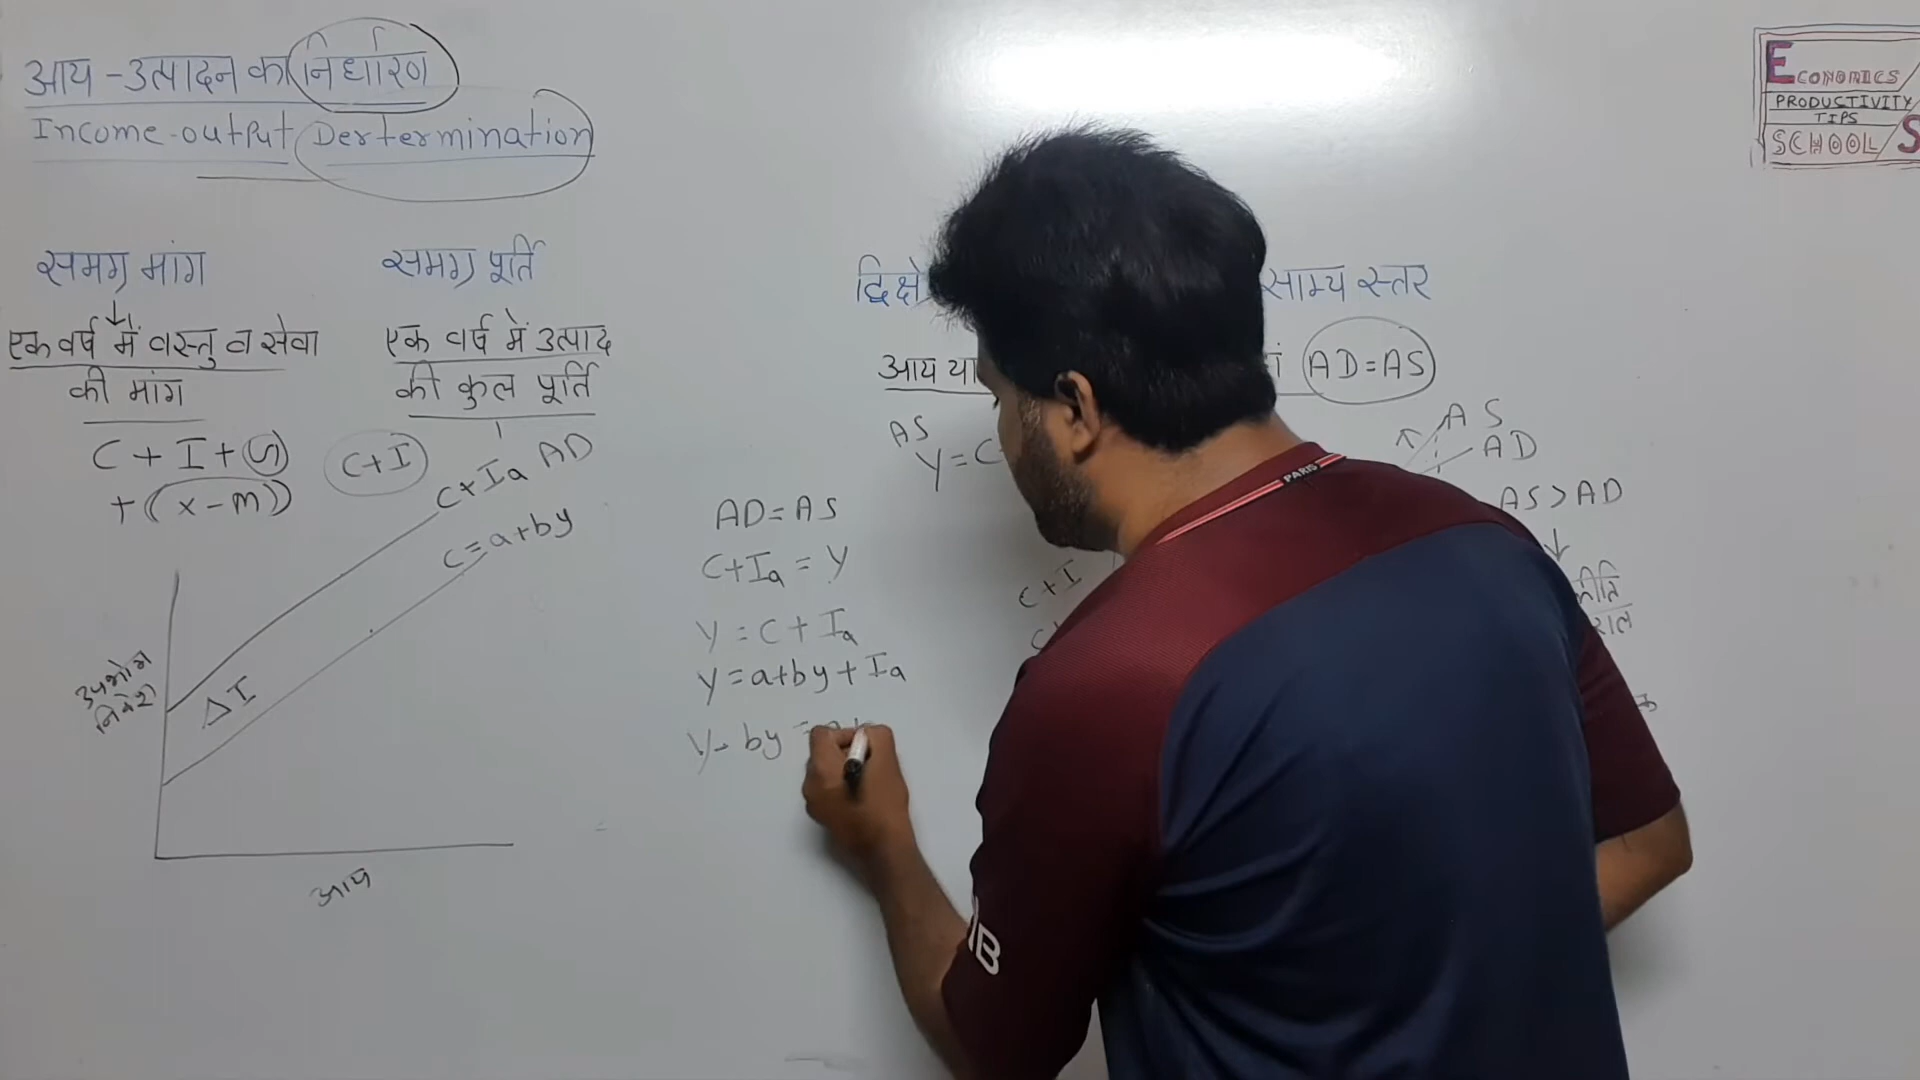 आय-उत्पादन का निर्धारण
Income-output Dertermination
ECONOMICS
PRODUCTIVITY
TIPS
SCHOOL
S
समग्र मांग
एक वर्ष में वस्तु व सेवा
की मांग
C + I + G
+ (x-m)
समग्र पूर्ति
एक वर्ष में उत्पाद
की कुल पूर्ति
C+I
C+Ia AD
C=a+by
उपभोग
निवेश
ΔI
आय
साम्य स्तर
आय या
AD=AS
AS
Y=C
AD=AS
C+Ia=Y
Y=C+Ia
Y=a+by+Ia
Y-by=
C+I
AS
AD
AS>AD
PARIS
B